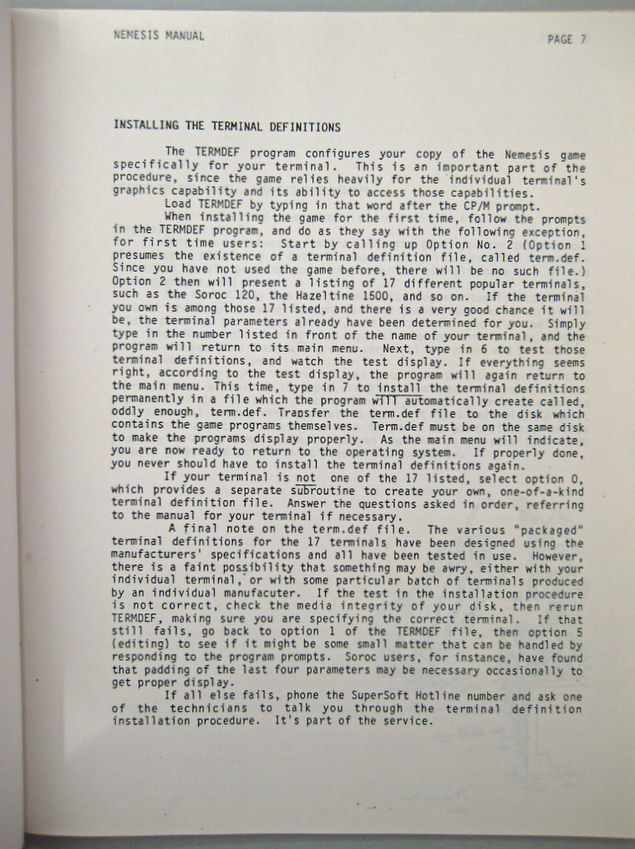 NEMESIS MANUAL
PAGE 7
INSTALLING THE TERMINAL DEFINITIONS
The TERMDEF program configures your copy of the Nemesis game
specifically for your terminal. This is an important part of the
procedure, since the game relies heavily for the individual terminal's
graphics capability and its ability to access those capabilities.
Load TERMDEF by typing in that word after the CP/M prompt.
When installing the game for the first time, follow the prompts
in the TERMDEF program, and do as they say with the following exception,
for first time users: Start by calling up Option No. 2 (Option 1
presumes the existence of a terminal definition file, called term.def.
Since you have not used the game before, there will be no such file.)
Option 2 then will present a listing of 17 different popular terminals,
such as the Soroc 120, the Hazeltine 1500, and so on. If the terminal
you own is among those 17 listed, and there is a very good chance it will
be, the terminal parameters already have been determined for you. Simply
type in the number listed in front of the name of your terminal, and the
program will return to its main menu. Next, type in 6 to test those
terminal definitions, and watch the test display. If everything seems
right, according to the test display, the program will again return to
the main menu. This time, type in 7 to install the terminal definitions
permanently in a file which the program will automatically create called,
oddly enough, term.def. Transfer the term.def file to the disk which
contains the game programs themselves. Term.def must be on the same disk
to make the programs display properly. As the main menu will indicate,
you are now ready to return to the operating system. If properly done,
you never should have to install the terminal definitions again.
If your terminal is not one of the 17 listed, select option 0,
which provides a separate subroutine to create your own, one-of-a-kind
terminal definition file. Answer the questions asked in order, referring
to the manual for your terminal if necessary.
A final note on the term.def file. The various "packaged"
terminal definitions for the 17 terminals have been designed using the
manufacturers' specifications and all have been tested in use. However,
there is a faint possibility that something may be awry, either with your
individual terminal, or with some particular batch of terminals produced
by an individual manufacuter. If the test in the installation procedure
is not correct, check the media integrity of your disk, then rerun
TERMDEF, making sure you are specifying the correct terminal. If that
still fails, go back to option 1 of the TERMDEF file, then option 5
(editing) to see if it might be some small matter that can be handled by
responding to the program prompts. Soroc users, for instance, have found
that padding of the last four parameters may be necessary occasionally to
get proper display.
If all else fails, phone the SuperSoft Hotline number and ask one
of the technicians to talk you through the terminal definition
installation procedure. It's part of the service.